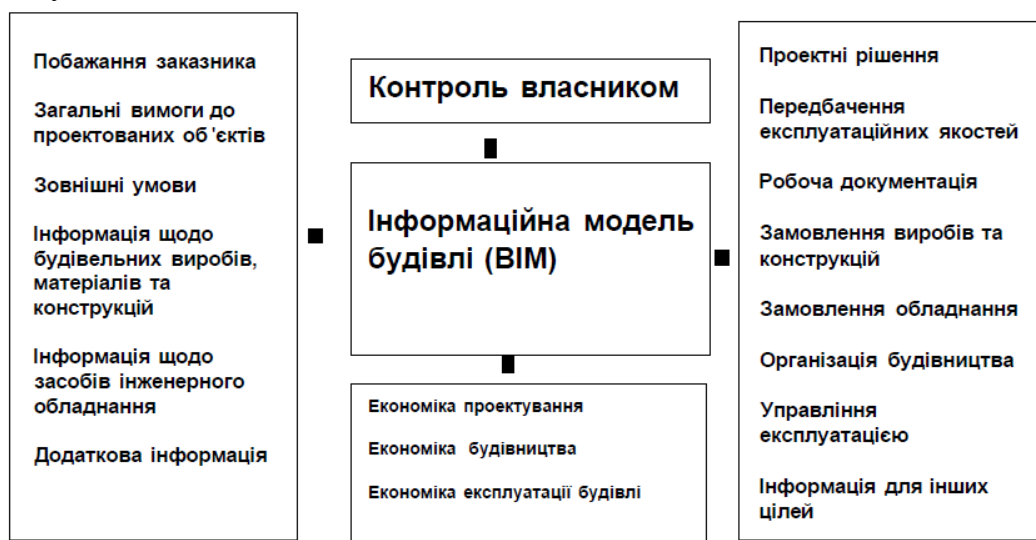 Побажання заказника
Загальні вимоги до
проектованих об'єктів
Зовнішні умови
Інформація щодо
будівельних виробів,
матеріалів та
конструкцій
Інформація щодо
засобів інженерного
обладнання
Додаткова інформація
Контроль власником
Інформаційна модель
будівлі (BIM)
Економіка проектування
Економіка будівництва
Економіка експлуатації будівлі
Проектні рішення
Передбачення
експлуатаційних якостей
Робоча документація
Замовлення виробів та
конструкцій
Замовлення обладнання
Організація будівництва
Управління
експлуатацією
Інформація для інших
цілей